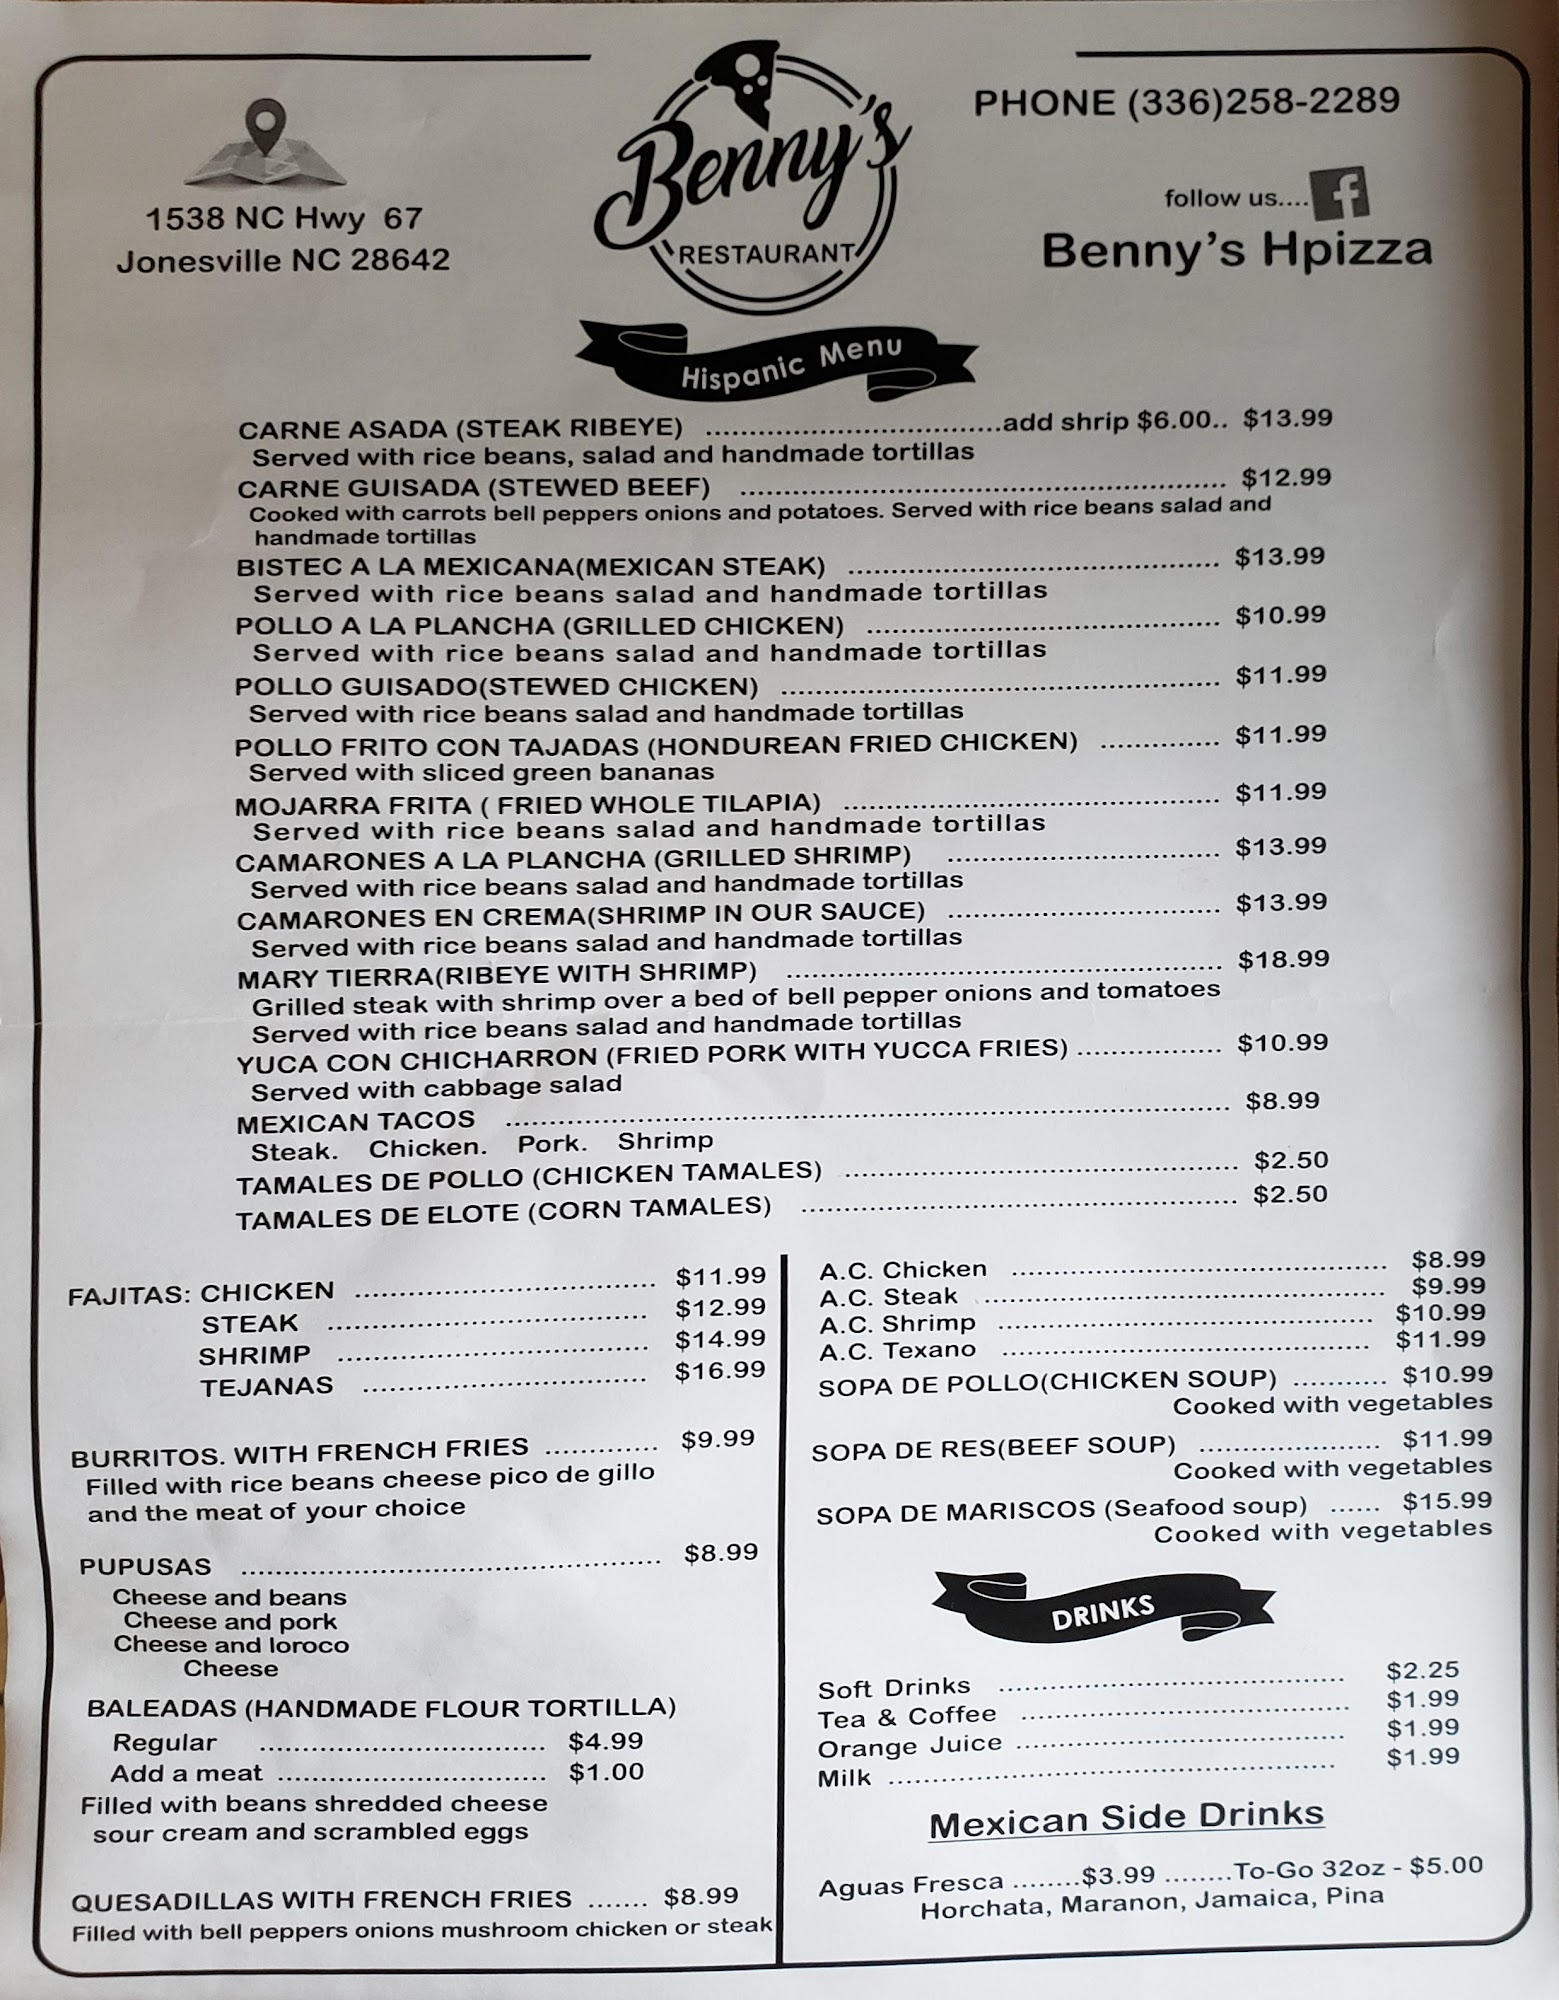 1538 NC Hwy 67
Jonesville NC 28642
Benny's
RESTAURANT
PHONE (336)258-2289
follow us.... f
Benny's Hpizza
Hispanic Menu
CARNE ASADA (STEAK RIBEYE) ..................................add shrip $6.00.. $13.99
Served with rice beans, salad and handmade tortillas
CARNE GUISADA (STEWED BEEF) ........................................................ $12.99
Cooked with carrots bell peppers onions and potatoes. Served with rice beans salad and
handmade tortillas
BISTEC A LA MEXICANA(MEXICAN STEAK) ........................................... $13.99
Served with rice beans salad and handmade tortillas
POLLO A LA PLANCHA (GRILLED CHICKEN) ......................................... $10.99
Served with rice beans salad and handmade tortillas
POLLO GUISADO(STEWED CHICKEN) ................................................... $11.99
Served with rice beans salad and handmade tortillas
POLLO FRITO CON TAJADAS (HONDUREAN FRIED CHICKEN) .............. $11.99
Served with sliced green bananas
MOJARRA FRITA ( FRIED WHOLE TILAPIA) ........................................... $11.99
Served with rice beans salad and handmade tortillas
CAMARONES A LA PLANCHA (GRILLED SHRIMP) ................................ $13.99
Served with rice beans salad and handmade tortillas
CAMARONES EN CREMA(SHRIMP IN OUR SAUCE) ................................ $13.99
Served with rice beans salad and handmade tortillas
MARY TIERRA(RIBEYE WITH SHRIMP) .................................................. $18.99
Grilled steak with shrimp over a bed of bell pepper onions and tomatoes
Served with rice beans salad and handmade tortillas
YUCA CON CHICHARRON (FRIED PORK WITH YUCCA FRIES) ................. $10.99
Served with cabbage salad
MEXICAN TACOS .................................................................................... $8.99
Steak. Chicken. Pork. Shrimp
TAMALES DE POLLO (CHICKEN TAMALES) .............................................. $2.50
TAMALES DE ELOTE (CORN TAMALES) ................................................... $2.50
FAJITAS: CHICKEN ................................... $11.99
STEAK ..................................... $12.99
SHRIMP .................................... $14.99
TEJANAS ................................. $16.99
BURRITOS. WITH FRENCH FRIES ............. $9.99
Filled with rice beans cheese pico de gillo
and the meat of your choice
PUPUSAS ................................................ $8.99
Cheese and beans
Cheese and pork
Cheese and loroco
Cheese
BALEADAS (HANDMADE FLOUR TORTILLA)
Regular ................................. $4.99
Add a meat ............................... $1.00
Filled with beans shredded cheese
sour cream and scrambled eggs
QUESADILLAS WITH FRENCH FRIES ....... $8.99
Filled with bell peppers onions mushroom chicken or steak
A.C. Chicken ........................................... $8.99
A.C. Steak .............................................. $9.99
A.C. Shrimp ........................................... $10.99
A.C. Texano .......................................... $11.99
SOPA DE POLLO(CHICKEN SOUP) ........... $10.99
Cooked with vegetables
SOPA DE RES(BEEF SOUP) ...................... $11.99
Cooked with vegetables
SOPA DE MARISCOS (Seafood soup) ...... $15.99
Cooked with vegetables
DRINKS
Soft Drinks ........................................ $2.25
Tea & Coffee ...................................... $1.99
Orange Juice ...................................... $1.99
Milk .................................................... $1.99
Mexican Side Drinks
Aguas Fresca ........$3.99 ........To-Go 32oz - $5.00
Horchata, Maranon, Jamaica, Pina